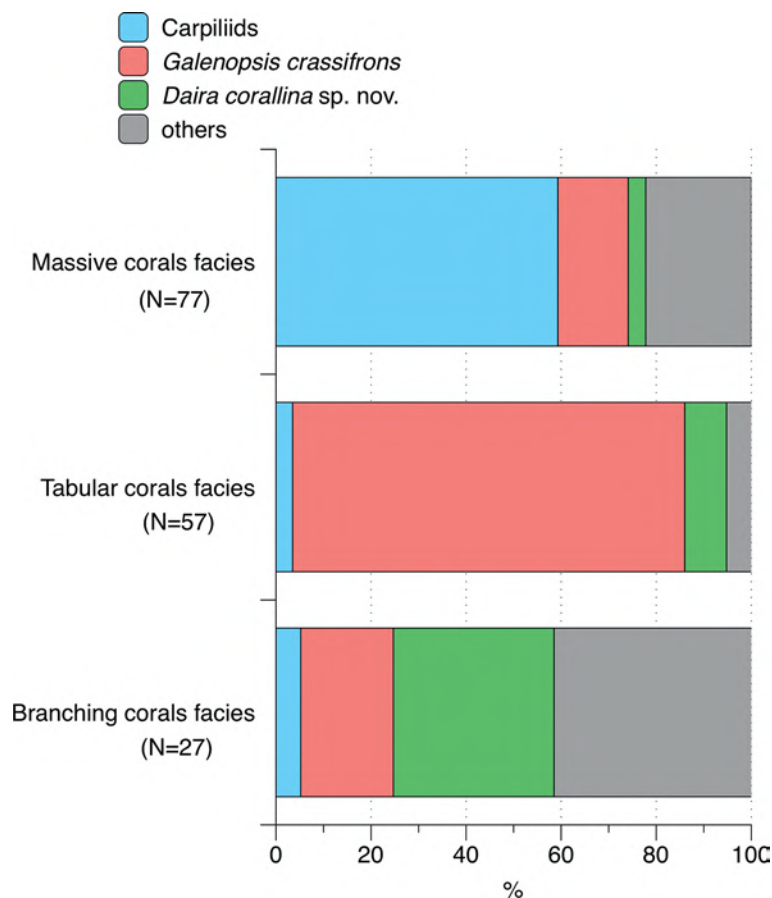 Carpiliids
Galenopsis crassifrons
Daira corallina sp. nov.
others
Massive corals facies
(N=77)
Tabular corals facies
(N=57)
Branching corals facies
(N=27)
0 20 40 60 80 100
%